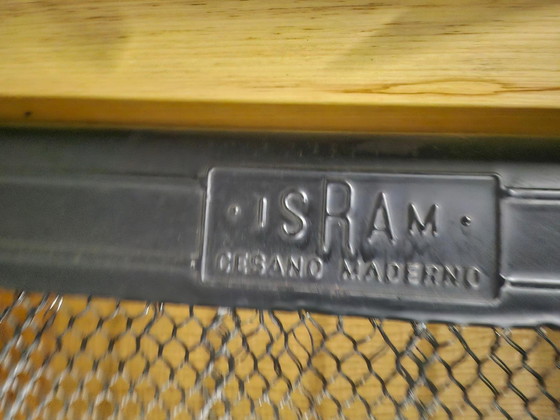 · ISRAM ·
CESANO MADERNO